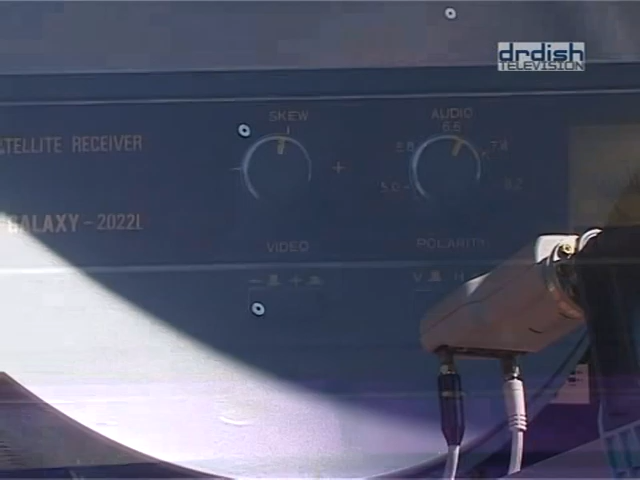 drdish
TELEVISION
SKEW
AUDIO
6.6
5.8 7.4
5.0 8.2
- +
TELLITE RECEIVER
GALAXY-2022L
VIDEO
POLARITY
- +
V H